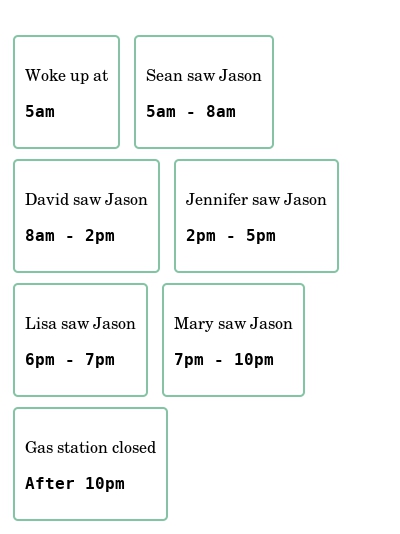 Woke up at
5am
Sean saw Jason
5am - 8am
David saw Jason
8am - 2pm
Jennifer saw Jason
2pm - 5pm
Lisa saw Jason
6pm - 7pm
Mary saw Jason
7pm - 10pm
Gas station closed
After 10pm